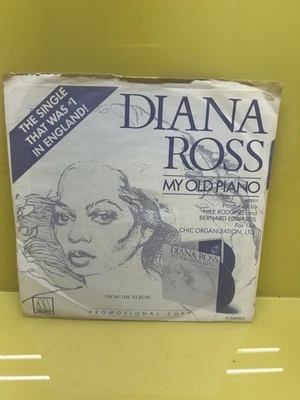 THE SINGLE
THAT WAS #1
IN ENGLAND!
DIANA
ROSS
MY OLD PIANO
Produced by
NILE RODGERS and
BERNARD EDWARDS
For The
CHIC ORGANIZATION, LTD.
FROM THE ALBUM
DIANA ROSS
PROMOTIONAL COPY